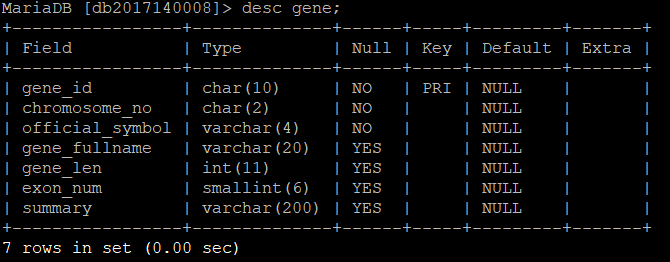 MariaDB [db2017140008]> desc gene;
+-----------------+--------------+------+-----+---------+-------+
| Field           | Type         | Null | Key | Default | Extra |
+-----------------+--------------+------+-----+---------+-------+
| gene_id         | char(10)     | NO   | PRI | NULL    |       |
| chromosome_no   | char(2)      | NO   |     | NULL    |       |
| official_symbol | varchar(4)   | NO   |     | NULL    |       |
| gene_fullname   | varchar(20)  | YES  |     | NULL    |       |
| gene_len        | int(11)      | YES  |     | NULL    |       |
| exon_num        | smallint(6)  | YES  |     | NULL    |       |
| summary         | varchar(200) | YES  |     | NULL    |       |
+-----------------+--------------+------+-----+---------+-------+
7 rows in set (0.00 sec)